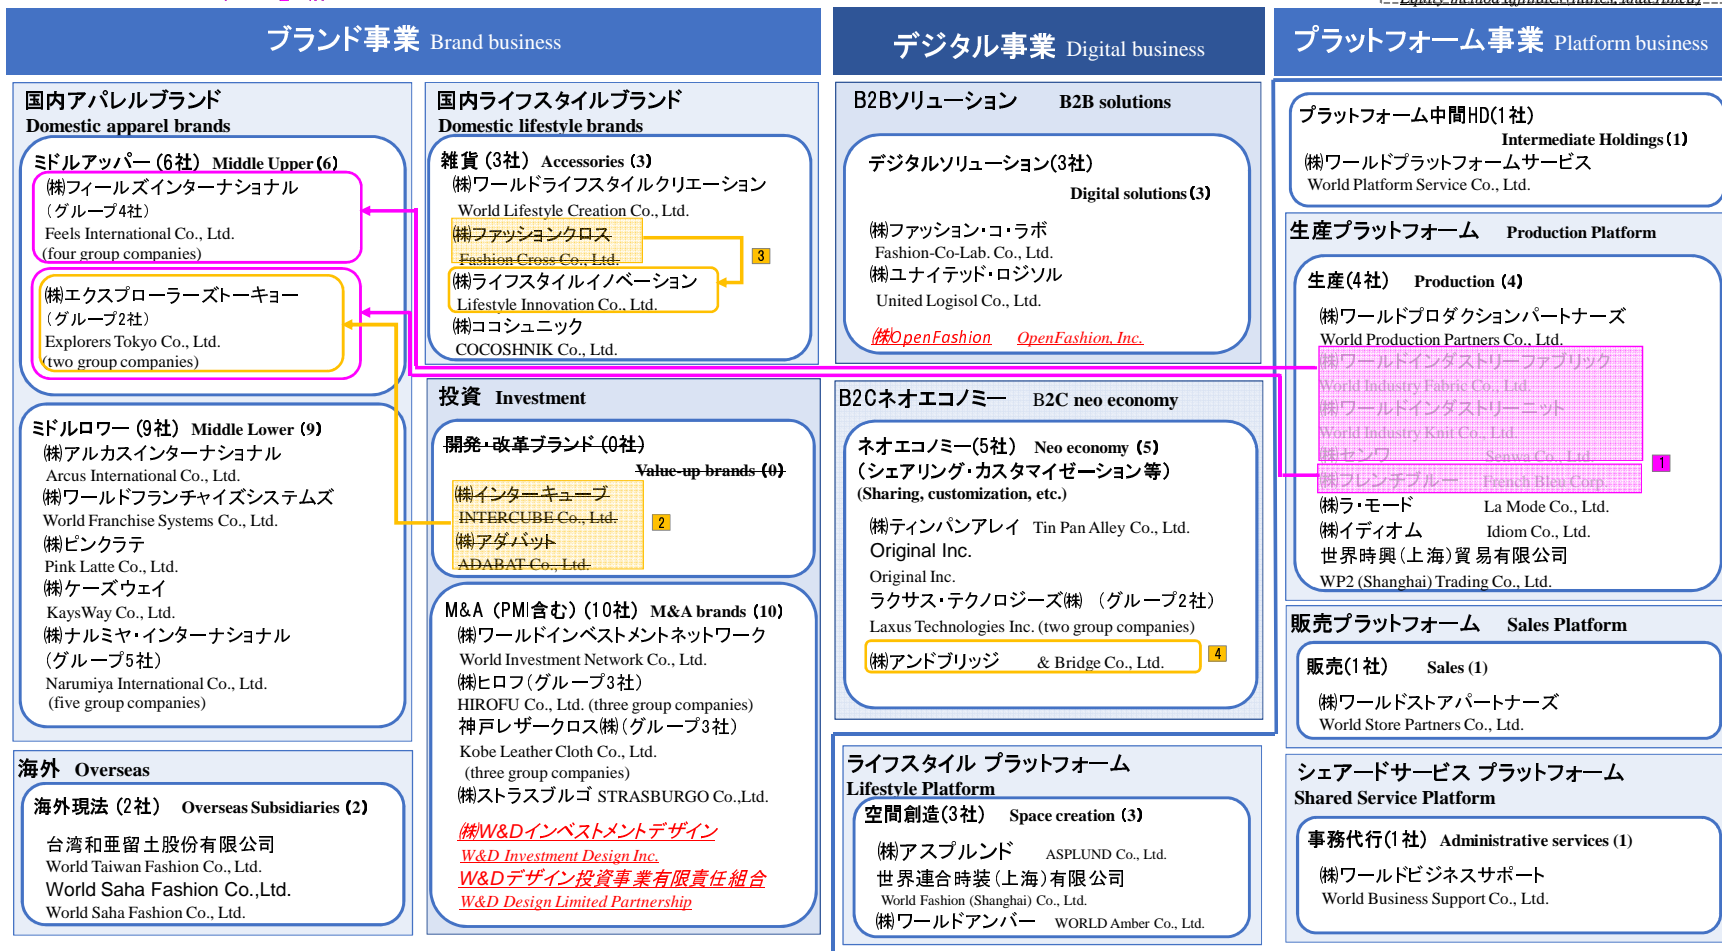 ブランド事業 Brand business
国内アパレルブランド
Domestic apparel brands
ミドルアッパー (6社) Middle Upper (6)
㈱フィールズインターナショナル
(グループ4社)
Feels International Co., Ltd.
(four group companies)
㈱エクスプローラーズトーキョー
(グループ2社)
Explorers Tokyo Co., Ltd.
(two group companies)
ミドルロワー (9社) Middle Lower (9)
㈱アルカスインターナショナル
Arcus International Co., Ltd.
㈱ワールドフランチャイズシステムズ
World Franchise Systems Co., Ltd.
㈱ピンクラテ
Pink Latte Co., Ltd.
㈱ケーズウェイ
KaysWay Co., Ltd.
㈱ナルミヤ・インターナショナル
(グループ5社)
Narumiya International Co., Ltd.
(five group companies)
海外 Overseas
海外現法 (2社) Overseas Subsidiaries (2)
台湾和亜留土股份有限公司
World Taiwan Fashion Co., Ltd.
World Saha Fashion Co.,Ltd.
World Saha Fashion Co., Ltd.
国内ライフスタイルブランド
Domestic lifestyle brands
雑貨 (3社) Accessories (3)
㈱ワールドライフスタイルクリエーション
World Lifestyle Creation Co., Ltd.
㈱ファッションクロス
Fashion Cross Co., Ltd.
3
㈱ライフスタイルイノベーション
Lifestyle Innovation Co., Ltd.
㈱ココシュニック
COCOSHNIK Co., Ltd.
投資 Investment
開発・改革ブランド (0社)
Value-up brands (0)
㈱インターキューブ
INTERCUBE Co., Ltd.
2
㈱アダバット
ADABAT Co., Ltd.
M&A (PMI含む) (10社) M&A brands (10)
㈱ワールドインベストメントネットワーク
World Investment Network Co., Ltd.
㈱ヒロフ(グループ3社)
HIROFU Co., Ltd. (three group companies)
神戸レザークロス㈱(グループ3社)
Kobe Leather Cloth Co., Ltd.
(three group companies)
㈱ストラスブルゴ STRASBURGO Co.,Ltd.
㈱W&Dインベストメントデザイン
W&D Investment Design Inc.
W&Dデザイン投資事業有限責任組合
W&D Design Limited Partnership
デジタル事業 Digital business
B2Bソリューション B2B solutions
デジタルソリューション(3社)
Digital solutions (3)
㈱ファッション・コ・ラボ
Fashion-Co-Lab. Co., Ltd.
㈱ユナイテッド・ロジソル
United Logisol Co., Ltd.
㈱OpenFashion OpenFashion, Inc.
B2Cネオエコノミー B2C neo economy
ネオエコノミー(5社) Neo economy (5)
(シェアリング・カスタマイゼーション等)
(Sharing, customization, etc.)
㈱ティンパンアレイ Tin Pan Alley Co., Ltd.
Original Inc.
Original Inc.
ラクサス・テクノロジーズ㈱ (グループ2社)
Laxus Technologies Inc. (two group companies)
㈱アンドブリッジ & Bridge Co., Ltd.
4
ライフスタイル プラットフォーム
Lifestyle Platform
空間創造(3社) Space creation (3)
㈱アスプルンド ASPLUND Co., Ltd.
世界連合時装(上海)有限公司
World Fashion (Shanghai) Co., Ltd.
㈱ワールドアンバー WORLD Amber Co., Ltd.
プラットフォーム事業 Platform business
プラットフォーム中間HD(1社)
Intermediate Holdings (1)
㈱ワールドプラットフォームサービス
World Platform Service Co., Ltd.
生産プラットフォーム Production Platform
生産(4社) Production (4)
㈱ワールドプロダクションパートナーズ
World Production Partners Co., Ltd.
㈱ワールドインダストリーファブリック
World Industry Fabric Co., Ltd.
㈱ワールドインダストリーニット
World Industry Knit Co., Ltd.
㈱センワ Senwa Co., Ltd.
1
㈱フレンチブルー French Bleu Corp.
㈱ラ・モード La Mode Co., Ltd.
㈱イディオム Idiom Co., Ltd.
世界時興(上海)貿易有限公司
WP2 (Shanghai) Trading Co., Ltd.
販売プラットフォーム Sales Platform
販売(1社) Sales (1)
㈱ワールドストアパートナーズ
World Store Partners Co., Ltd.
シェアードサービス プラットフォーム
Shared Service Platform
事務代行(1社) Administrative services (1)
㈱ワールドビジネスサポート
World Business Support Co., Ltd.